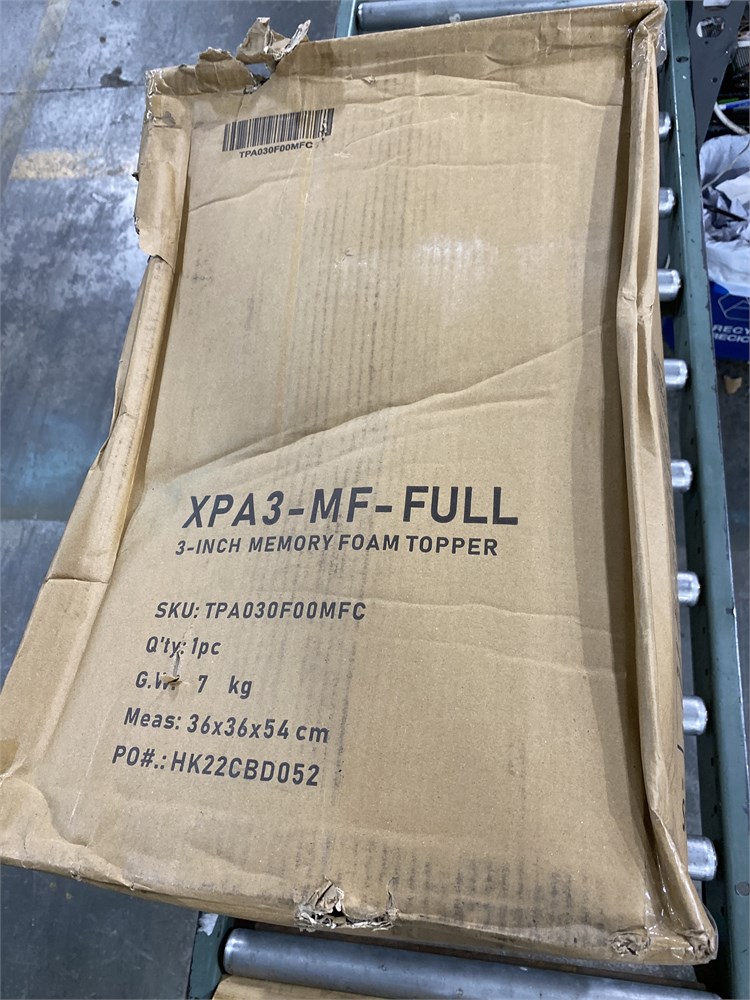 TPA030F00MFC
XPA3-MF-FULL
3-INCH MEMORY FOAM TOPPER
SKU: TPA030F00MFC
Q'ty: 1pc
G.W. 7 kg
Meas: 36x36x54 cm
PO#.: HK22CBD052